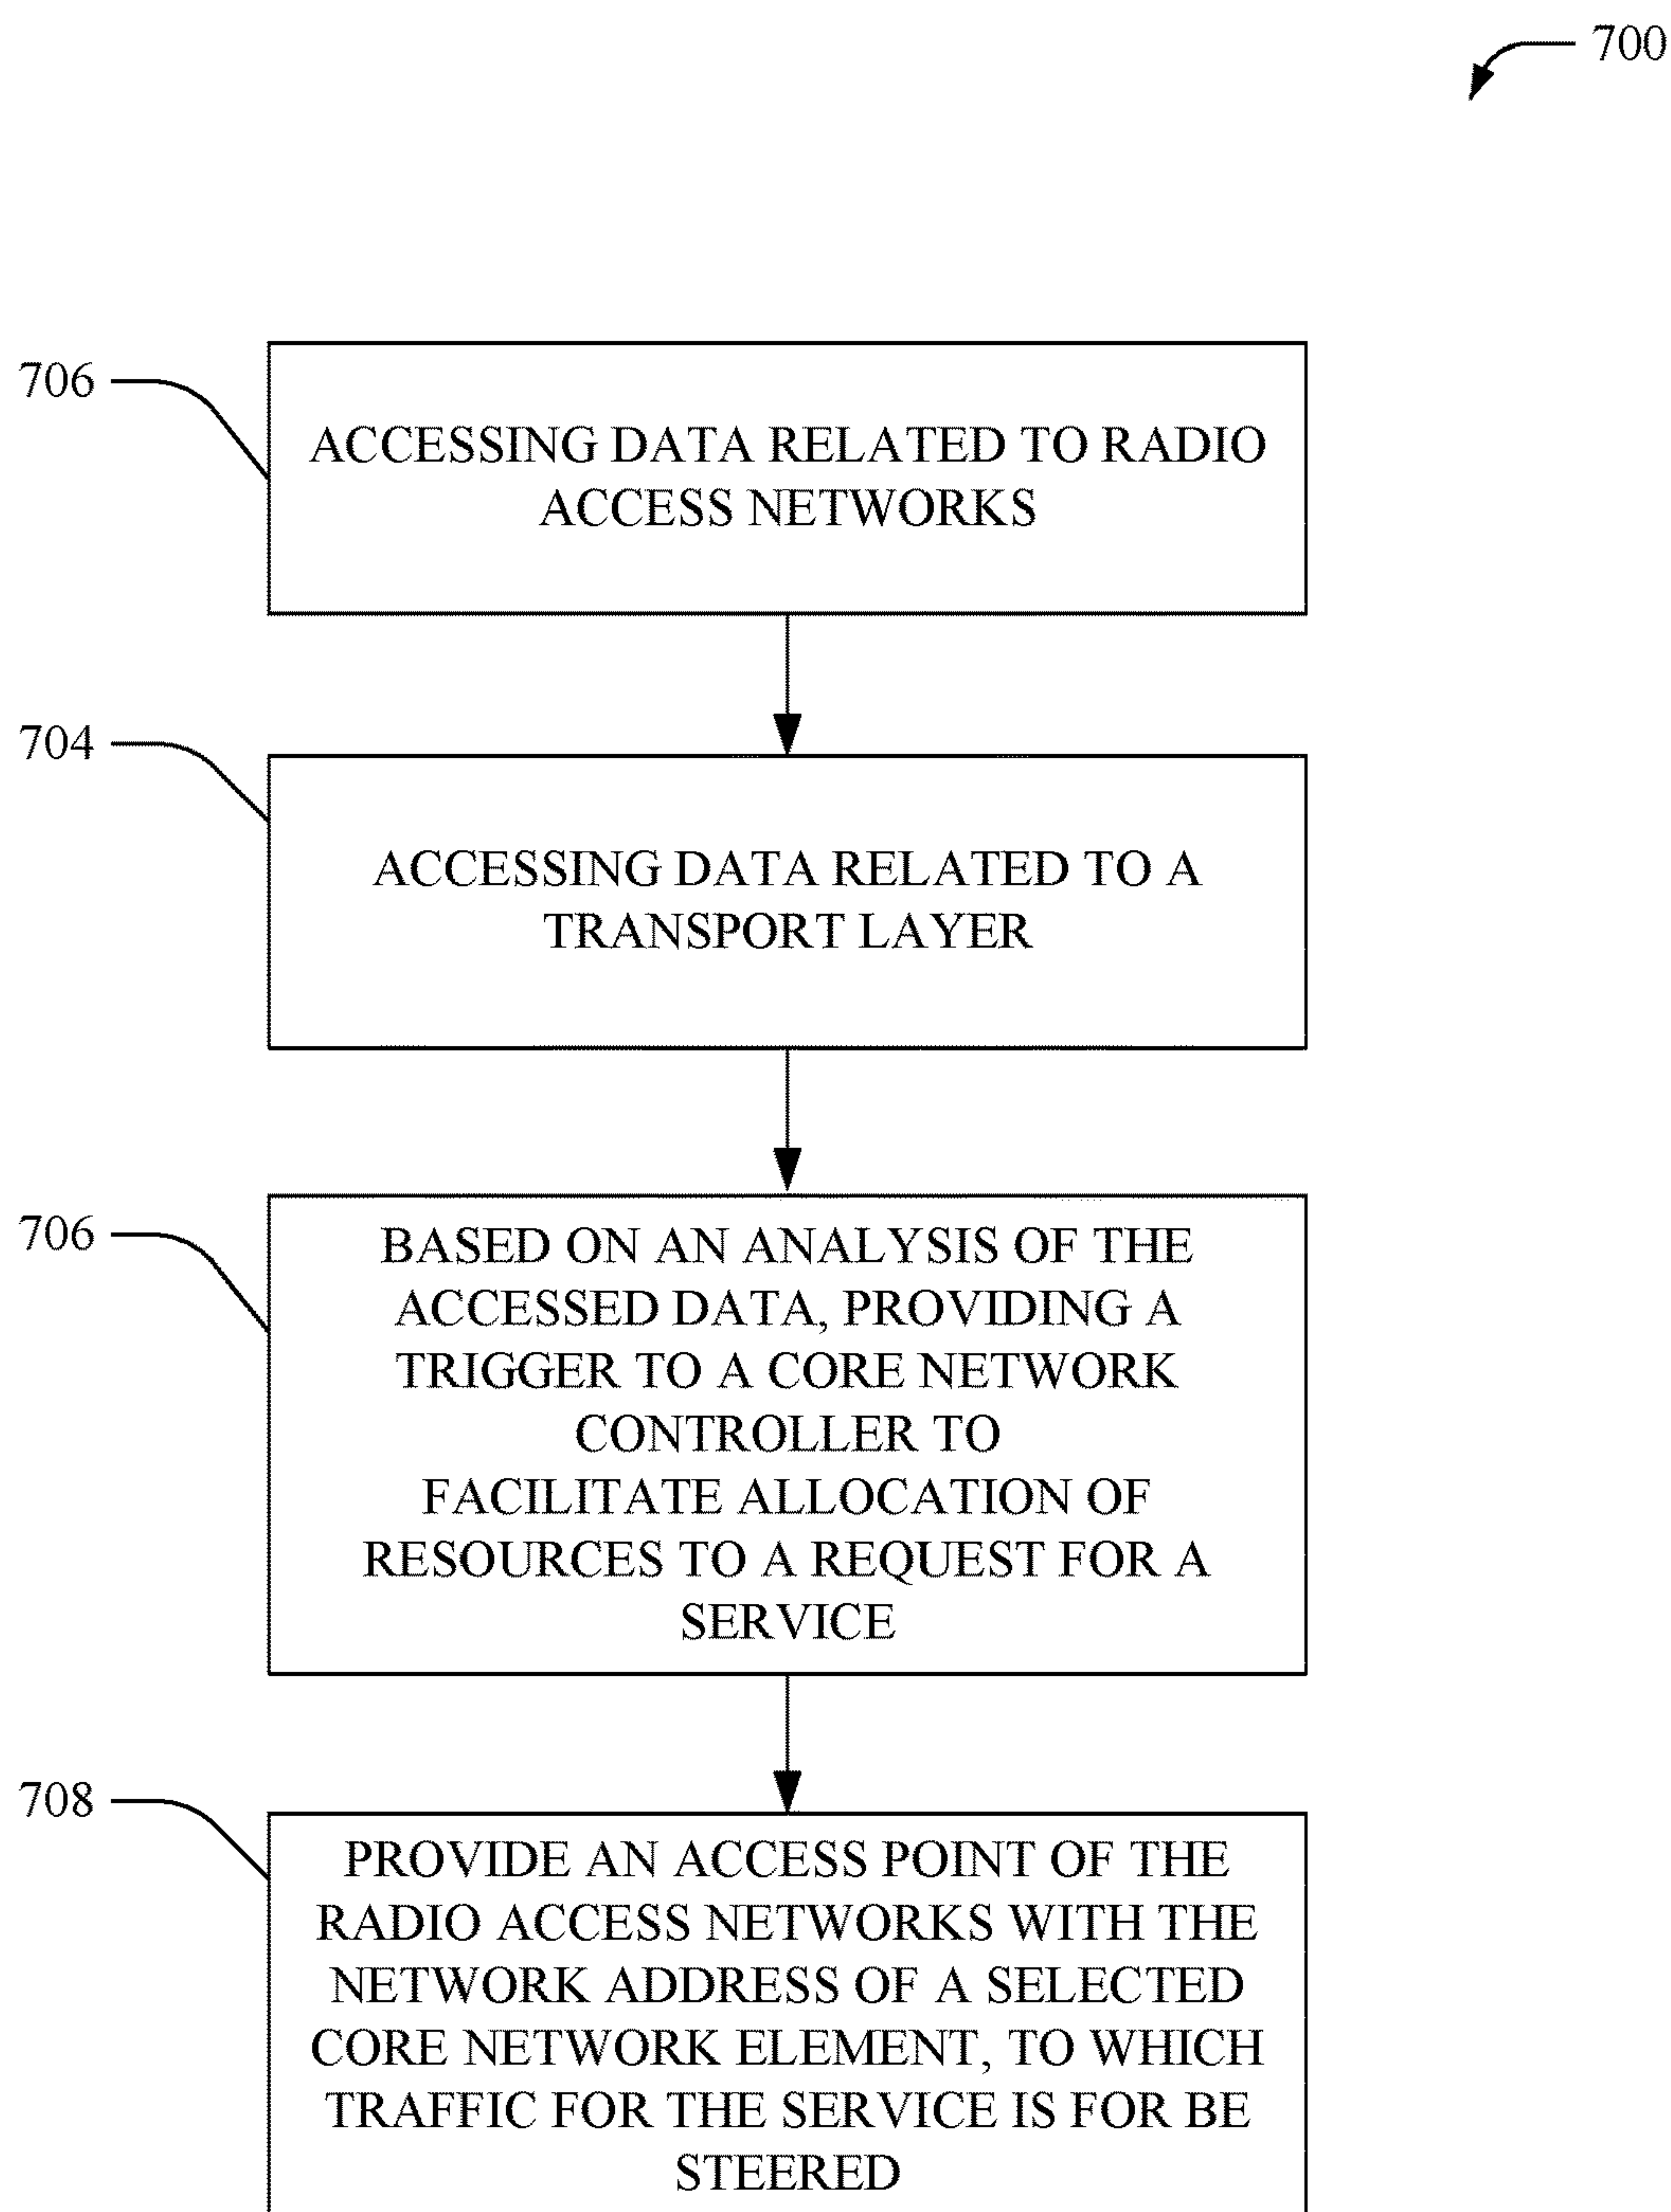 700
706
ACCESSING DATA RELATED TO RADIO
ACCESS NETWORKS
704
ACCESSING DATA RELATED TO A
TRANSPORT LAYER
706
BASED ON AN ANALYSIS OF THE
ACCESSED DATA, PROVIDING A
TRIGGER TO A CORE NETWORK
CONTROLLER TO
FACILITATE ALLOCATION OF
RESOURCES TO A REQUEST FOR A
SERVICE
708
PROVIDE AN ACCESS POINT OF THE
RADIO ACCESS NETWORKS WITH THE
NETWORK ADDRESS OF A SELECTED
CORE NETWORK ELEMENT, TO WHICH
TRAFFIC FOR THE SERVICE IS FOR BE
STEERED